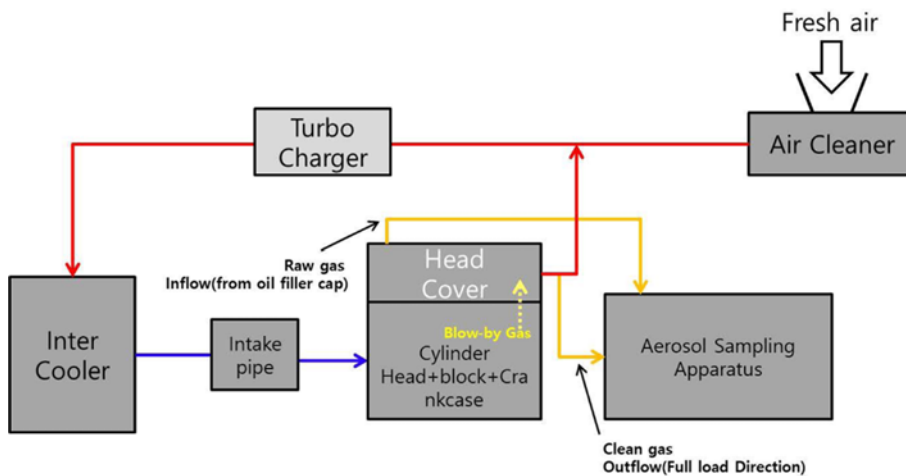 Fresh air
Turbo
Charger
Air Cleaner
Raw gas
Inflow(from oil filler cap)
Head
Cover
Blow-by Gas
Inter
Cooler
Intake
pipe
Cylinder
Head+block+Cra
nkcase
Aerosol Sampling
Apparatus
Clean gas
Outflow(Full load Direction)